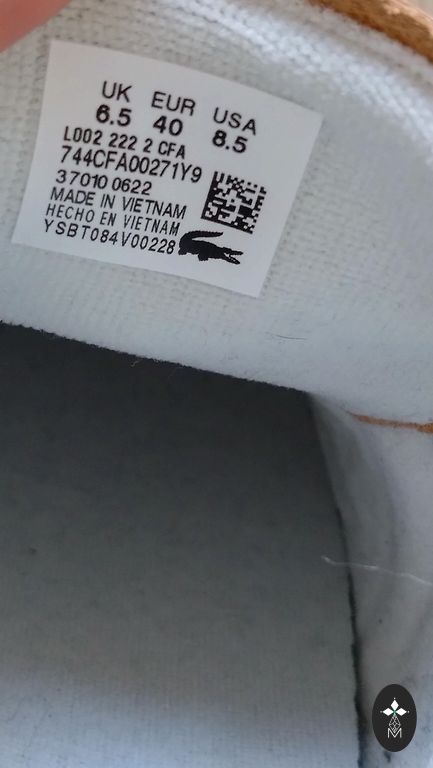 UK EUR USA
6.5 40 8.5
L002 222 2 CFA
744CFA00271Y9
37010 0622
MADE IN VIETNAM
HECHO EN VIETNAM
YSBT084V00228
M